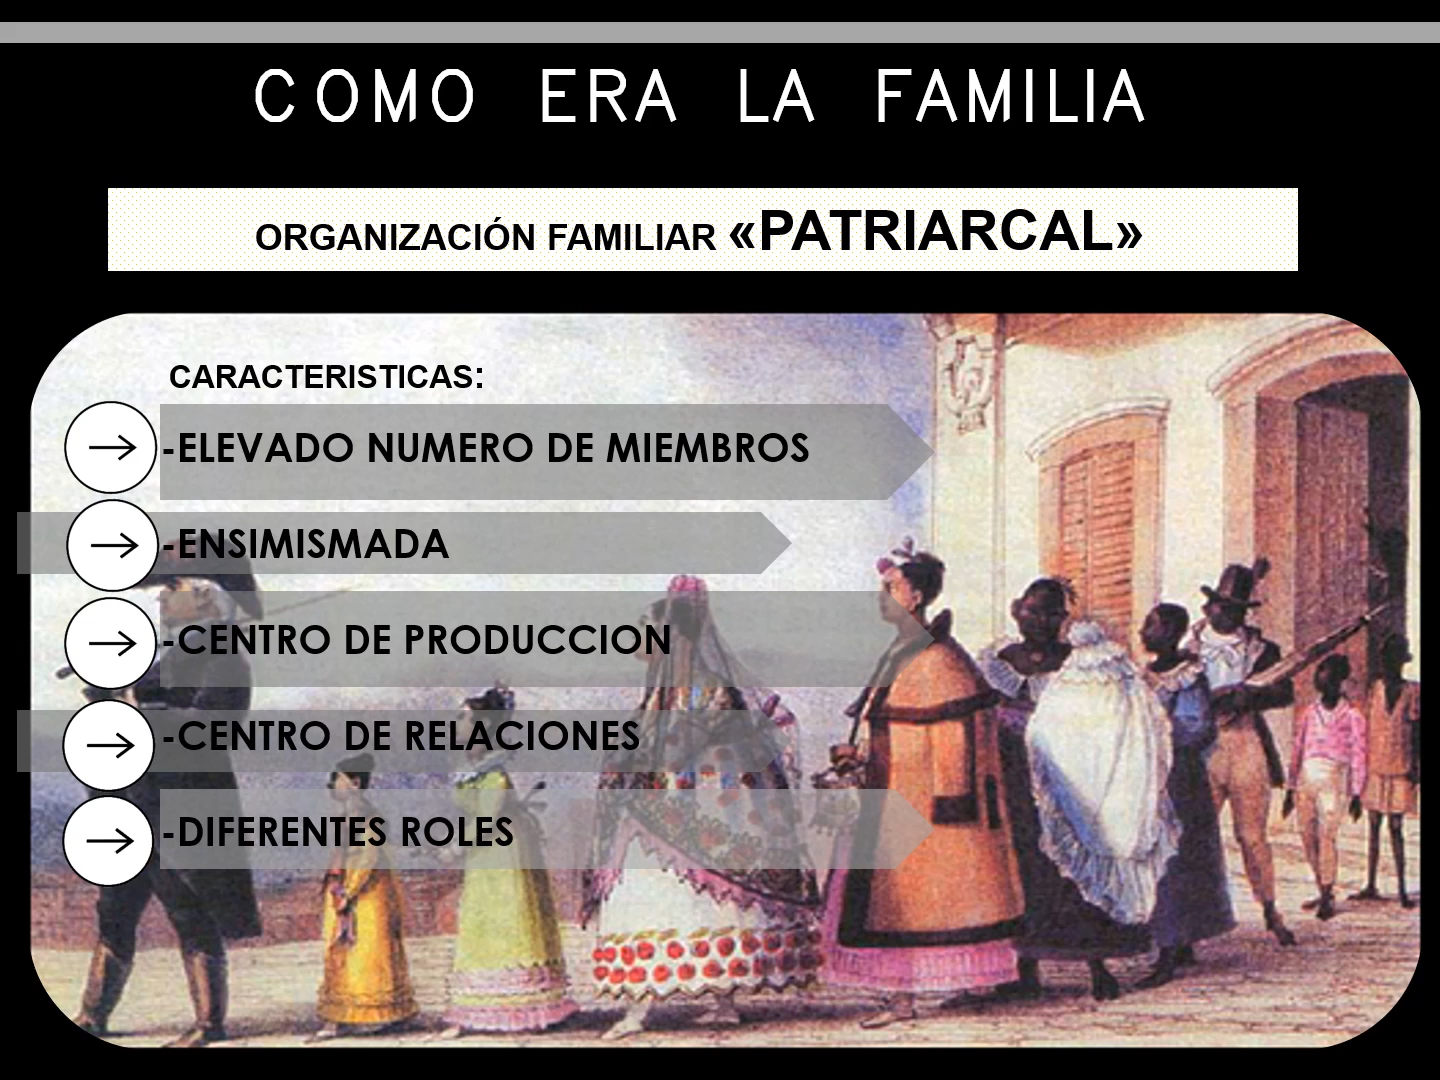 COMO ERA LA FAMILIA
ORGANIZACIÓN FAMILIAR «PATRIARCAL»
CARACTERISTICAS:
-ELEVADO NUMERO DE MIEMBROS
-ENSIMISMADA
-CENTRO DE PRODUCCION
-CENTRO DE RELACIONES
-DIFERENTES ROLES